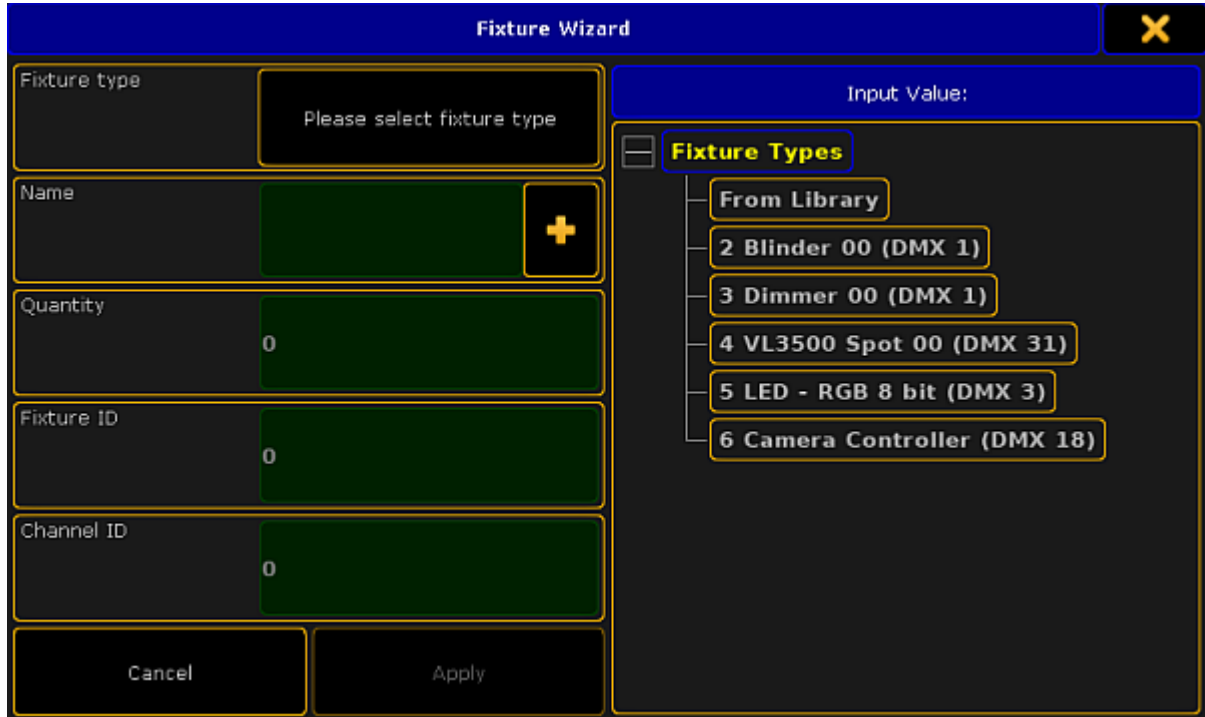 Fixture Wizard
Fixture type
Please select fixture type
Name
Quantity
0
Fixture ID
0
Channel ID
0
Cancel
Apply
Input Value:
Fixture Types
From Library
2 Blinder 00 (DMX 1)
3 Dimmer 00 (DMX 1)
4 VL3500 Spot 00 (DMX 31)
5 LED - RGB 8 bit (DMX 3)
6 Camera Controller (DMX 18)